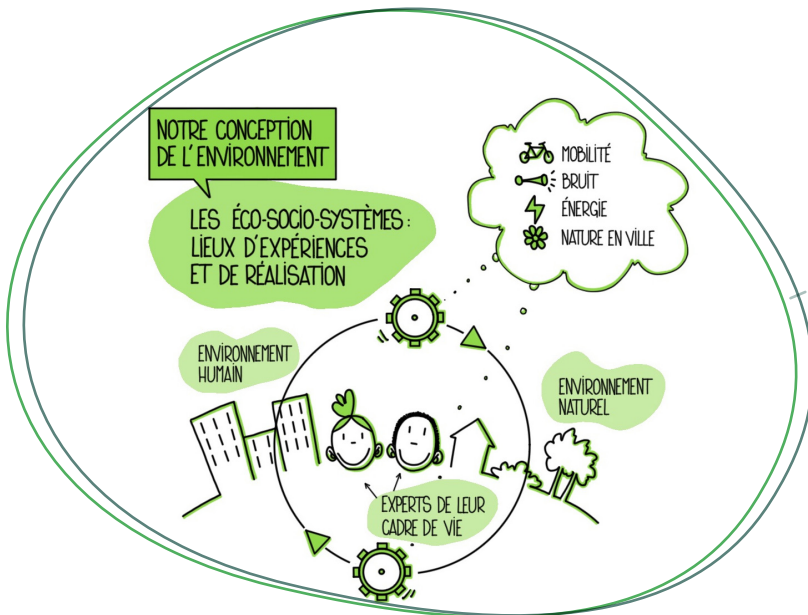 NOTRE CONCEPTION
DE L'ENVIRONNEMENT
LES ÉCO-SOCIO-SYSTÈMES :
LIEUX D'EXPÉRIENCES
ET DE RÉALISATION
MOBILITÉ
BRUIT
ÉNERGIE
NATURE EN VILLE
ENVIRONNEMENT
HUMAIN
ENVIRONNEMENT
NATUREL
EXPERTS DE LEUR
CADRE DE VIE